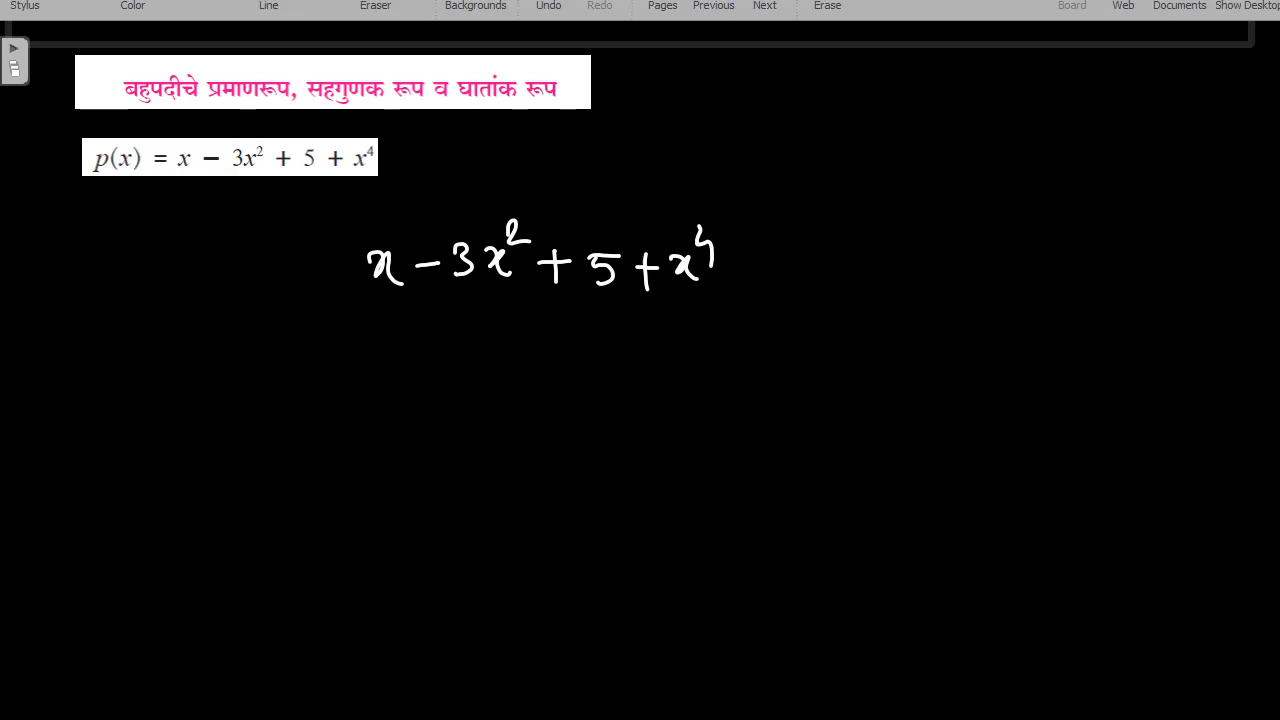 Stylus Color Line Eraser Backgrounds Undo Redo Pages Previous Next Erase Board Web Documents Show Desktop
बहुपदीचे प्रमाणरूप, सहगुणक रूप व घातांक रूप
p(x) = x − 3x² + 5 + x⁴
x − 3x² + 5 + x⁴